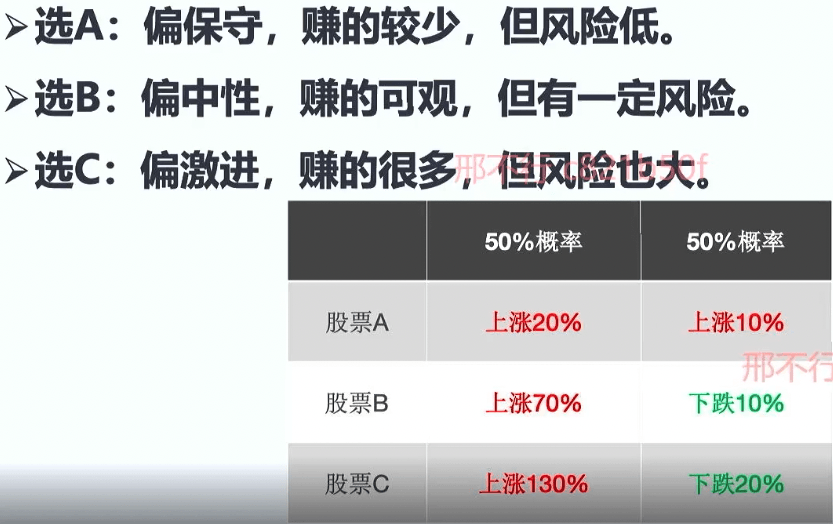 ➢选A：偏保守，赚的较少，但风险低。
➢选B：偏中性，赚的可观，但有一定风险。
➢选C：偏激进，赚的很多，但风险也大。
邢不行
50%概率 50%概率
股票A 上涨20% 上涨10%
邢不行
股票B 上涨70% 下跌10%
股票C 上涨130% 下跌20%